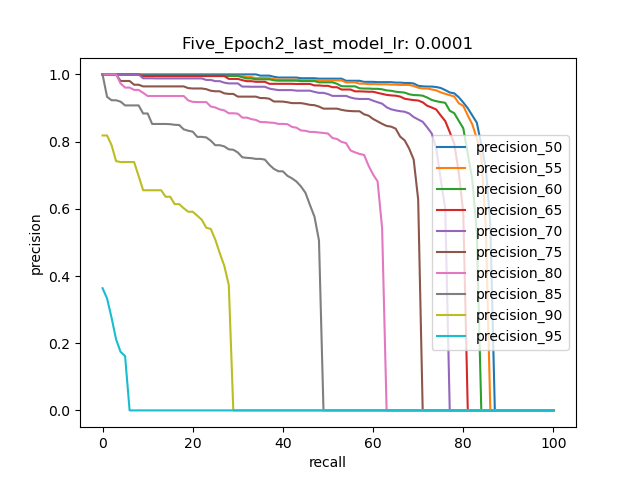 Five_Epoch2_last_model_lr: 0.0001
precision
1.0
0.8
0.6
0.4
0.2
0.0
precision_50
precision_55
precision_60
precision_65
precision_70
precision_75
precision_80
precision_85
precision_90
precision_95
0 20 40 60 80 100
recall